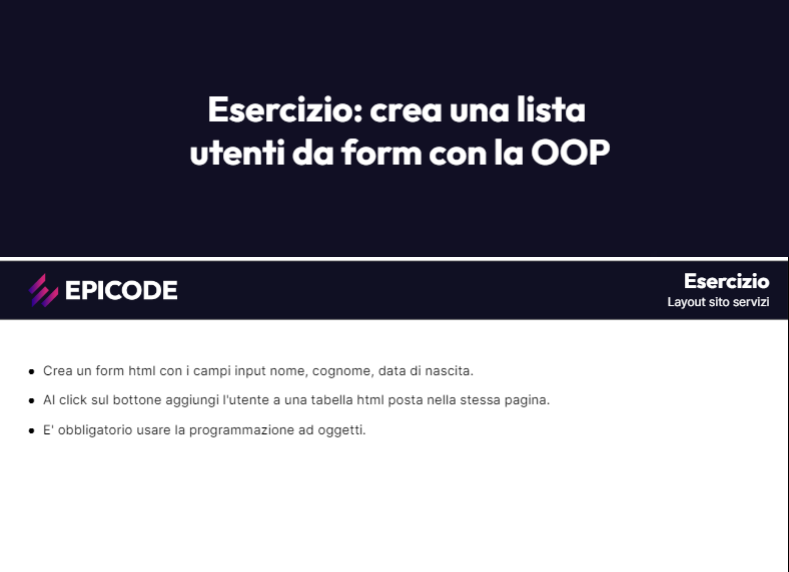 Esercizio: crea una lista
utenti da form con la OOP
EPICODE
Esercizio
Layout sito servizi
• Crea un form html con i campi input nome, cognome, data di nascita.
• Al click sul bottone aggiungi l'utente a una tabella html posta nella stessa pagina.
• E' obbligatorio usare la programmazione ad oggetti.